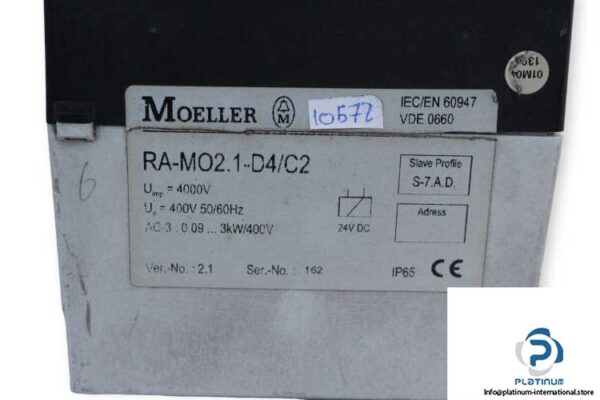 01M04
MOELLER M 10572 IEC/EN 60947
VDE 0660
RA-MO2.1-D4/C2
Slave Profile
S-7.A.D.
Uimp = 4000V
Ue = 400V 50/60Hz
AC-3 : 0.09 ... 3kW/400V
24V DC
Adress
Ver.-No.: 2.1 Ser.-No.: 162 IP65 CE
6
PLATINUM
Info@platinum-international.store